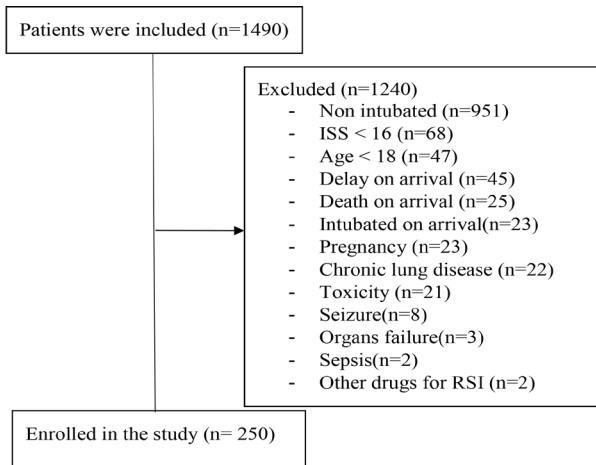 Patients were included (n=1490)
Excluded (n=1240)
- Non intubated (n=951)
- ISS < 16 (n=68)
- Age < 18 (n=47)
- Delay on arrival (n=45)
- Death on arrival (n=25)
- Intubated on arrival(n=23)
- Pregnancy (n=23)
- Chronic lung disease (n=22)
- Toxicity (n=21)
- Seizure(n=8)
- Organs failure(n=3)
- Sepsis(n=2)
- Other drugs for RSI (n=2)
Enrolled in the study (n= 250)